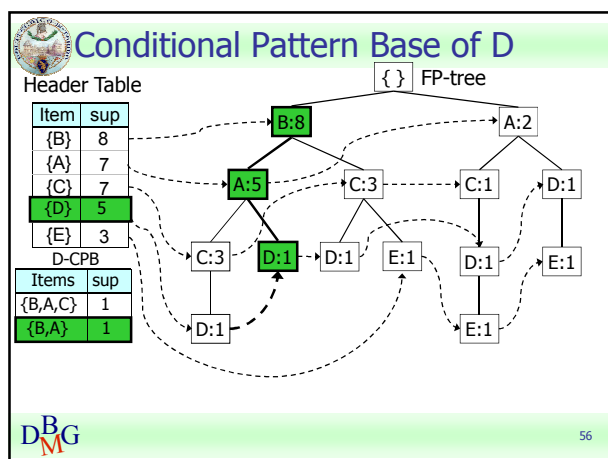 Conditional Pattern Base of D
Header Table
{ } FP-tree
Item sup
{B} 8
{A} 7
{C} 7
{D} 5
{E} 3
D-CPB
Items sup
{B,A,C} 1
{B,A} 1
B:8 A:2
A:5 C:3 C:1 D:1
C:3 D:1 D:1 E:1 D:1 E:1
D:1 E:1
DBMG
56